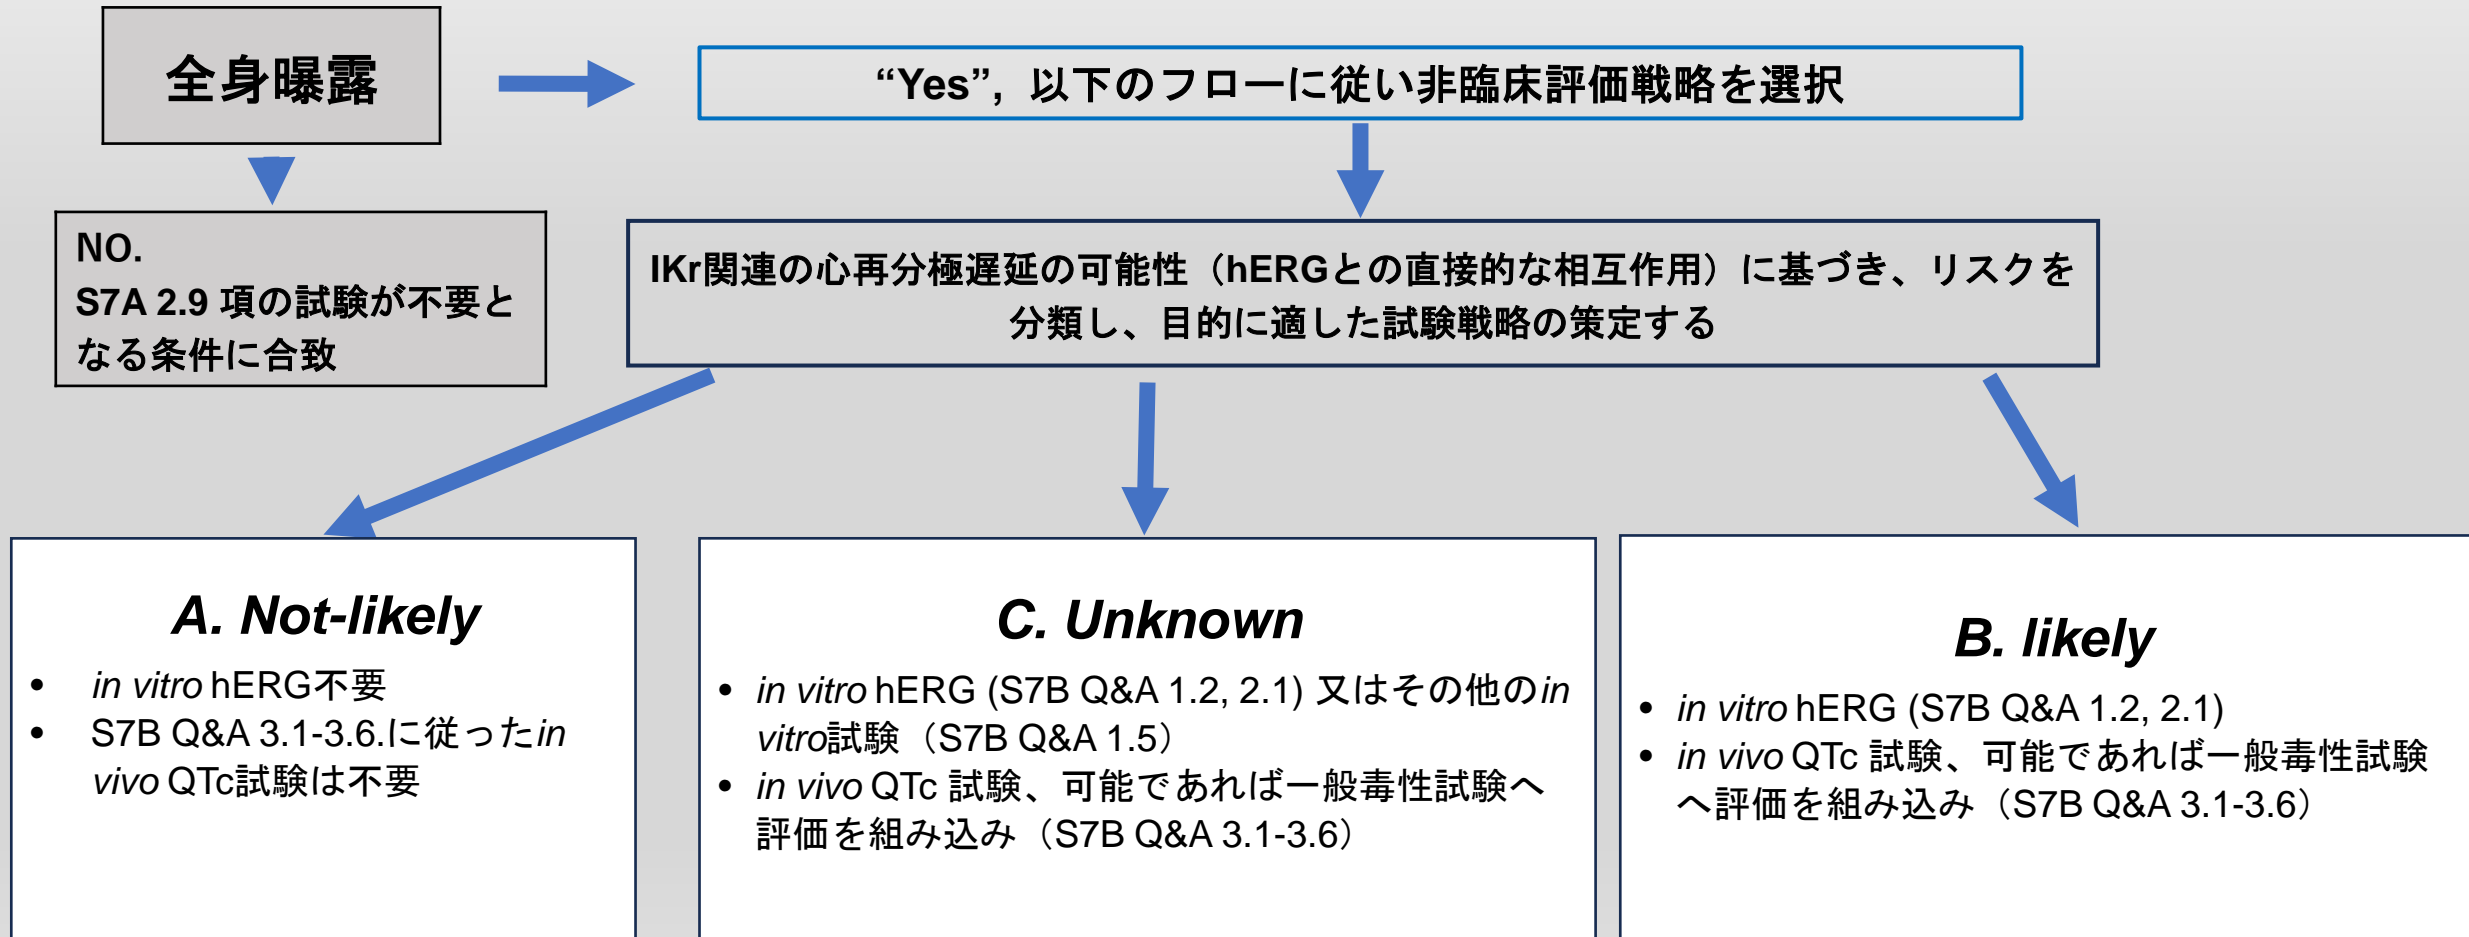 全身曝露
“Yes”, 以下のフローに従い非臨床評価戦略を選択
NO.
S7A 2.9 項の試験が不要と
なる条件に合致
IKr関連の心再分極遅延の可能性（hERGとの直接的な相互作用）に基づき、リスクを
分類し、目的に適した試験戦略の策定する
A. Not-likely
• in vitro hERG不要
• S7B Q&A 3.1-3.6.に従ったin
vivo QTc試験は不要
C. Unknown
• in vitro hERG (S7B Q&A 1.2, 2.1) 又はその他のin
vitro試験（S7B Q&A 1.5）
• in vivo QTc 試験、可能であれば一般毒性試験へ
評価を組み込み（S7B Q&A 3.1-3.6）
B. likely
• in vitro hERG (S7B Q&A 1.2, 2.1)
• in vivo QTc 試験、可能であれば一般毒性試験
へ評価を組み込み（S7B Q&A 3.1-3.6）